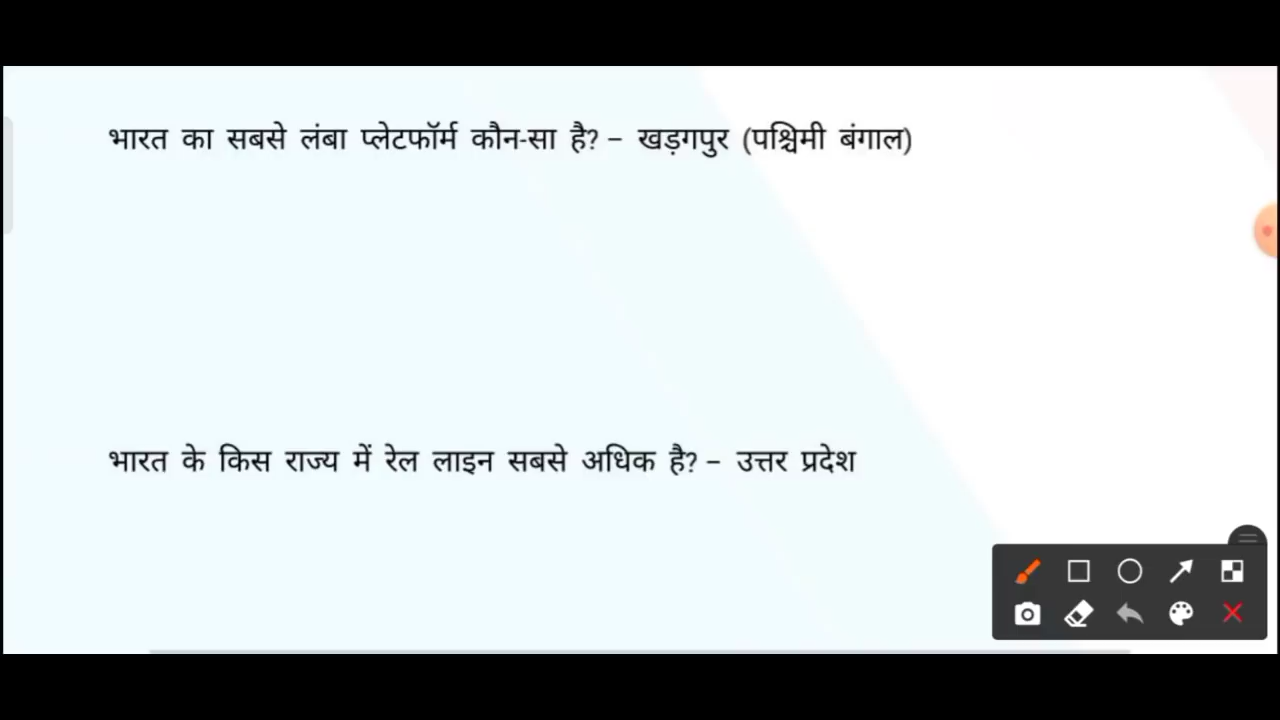 भारत का सबसे लंबा प्लेटफॉर्म कौन-सा है? – खड़गपुर (पश्चिमी बंगाल)
भारत के किस राज्य में रेल लाइन सबसे अधिक है? – उत्तर प्रदेश